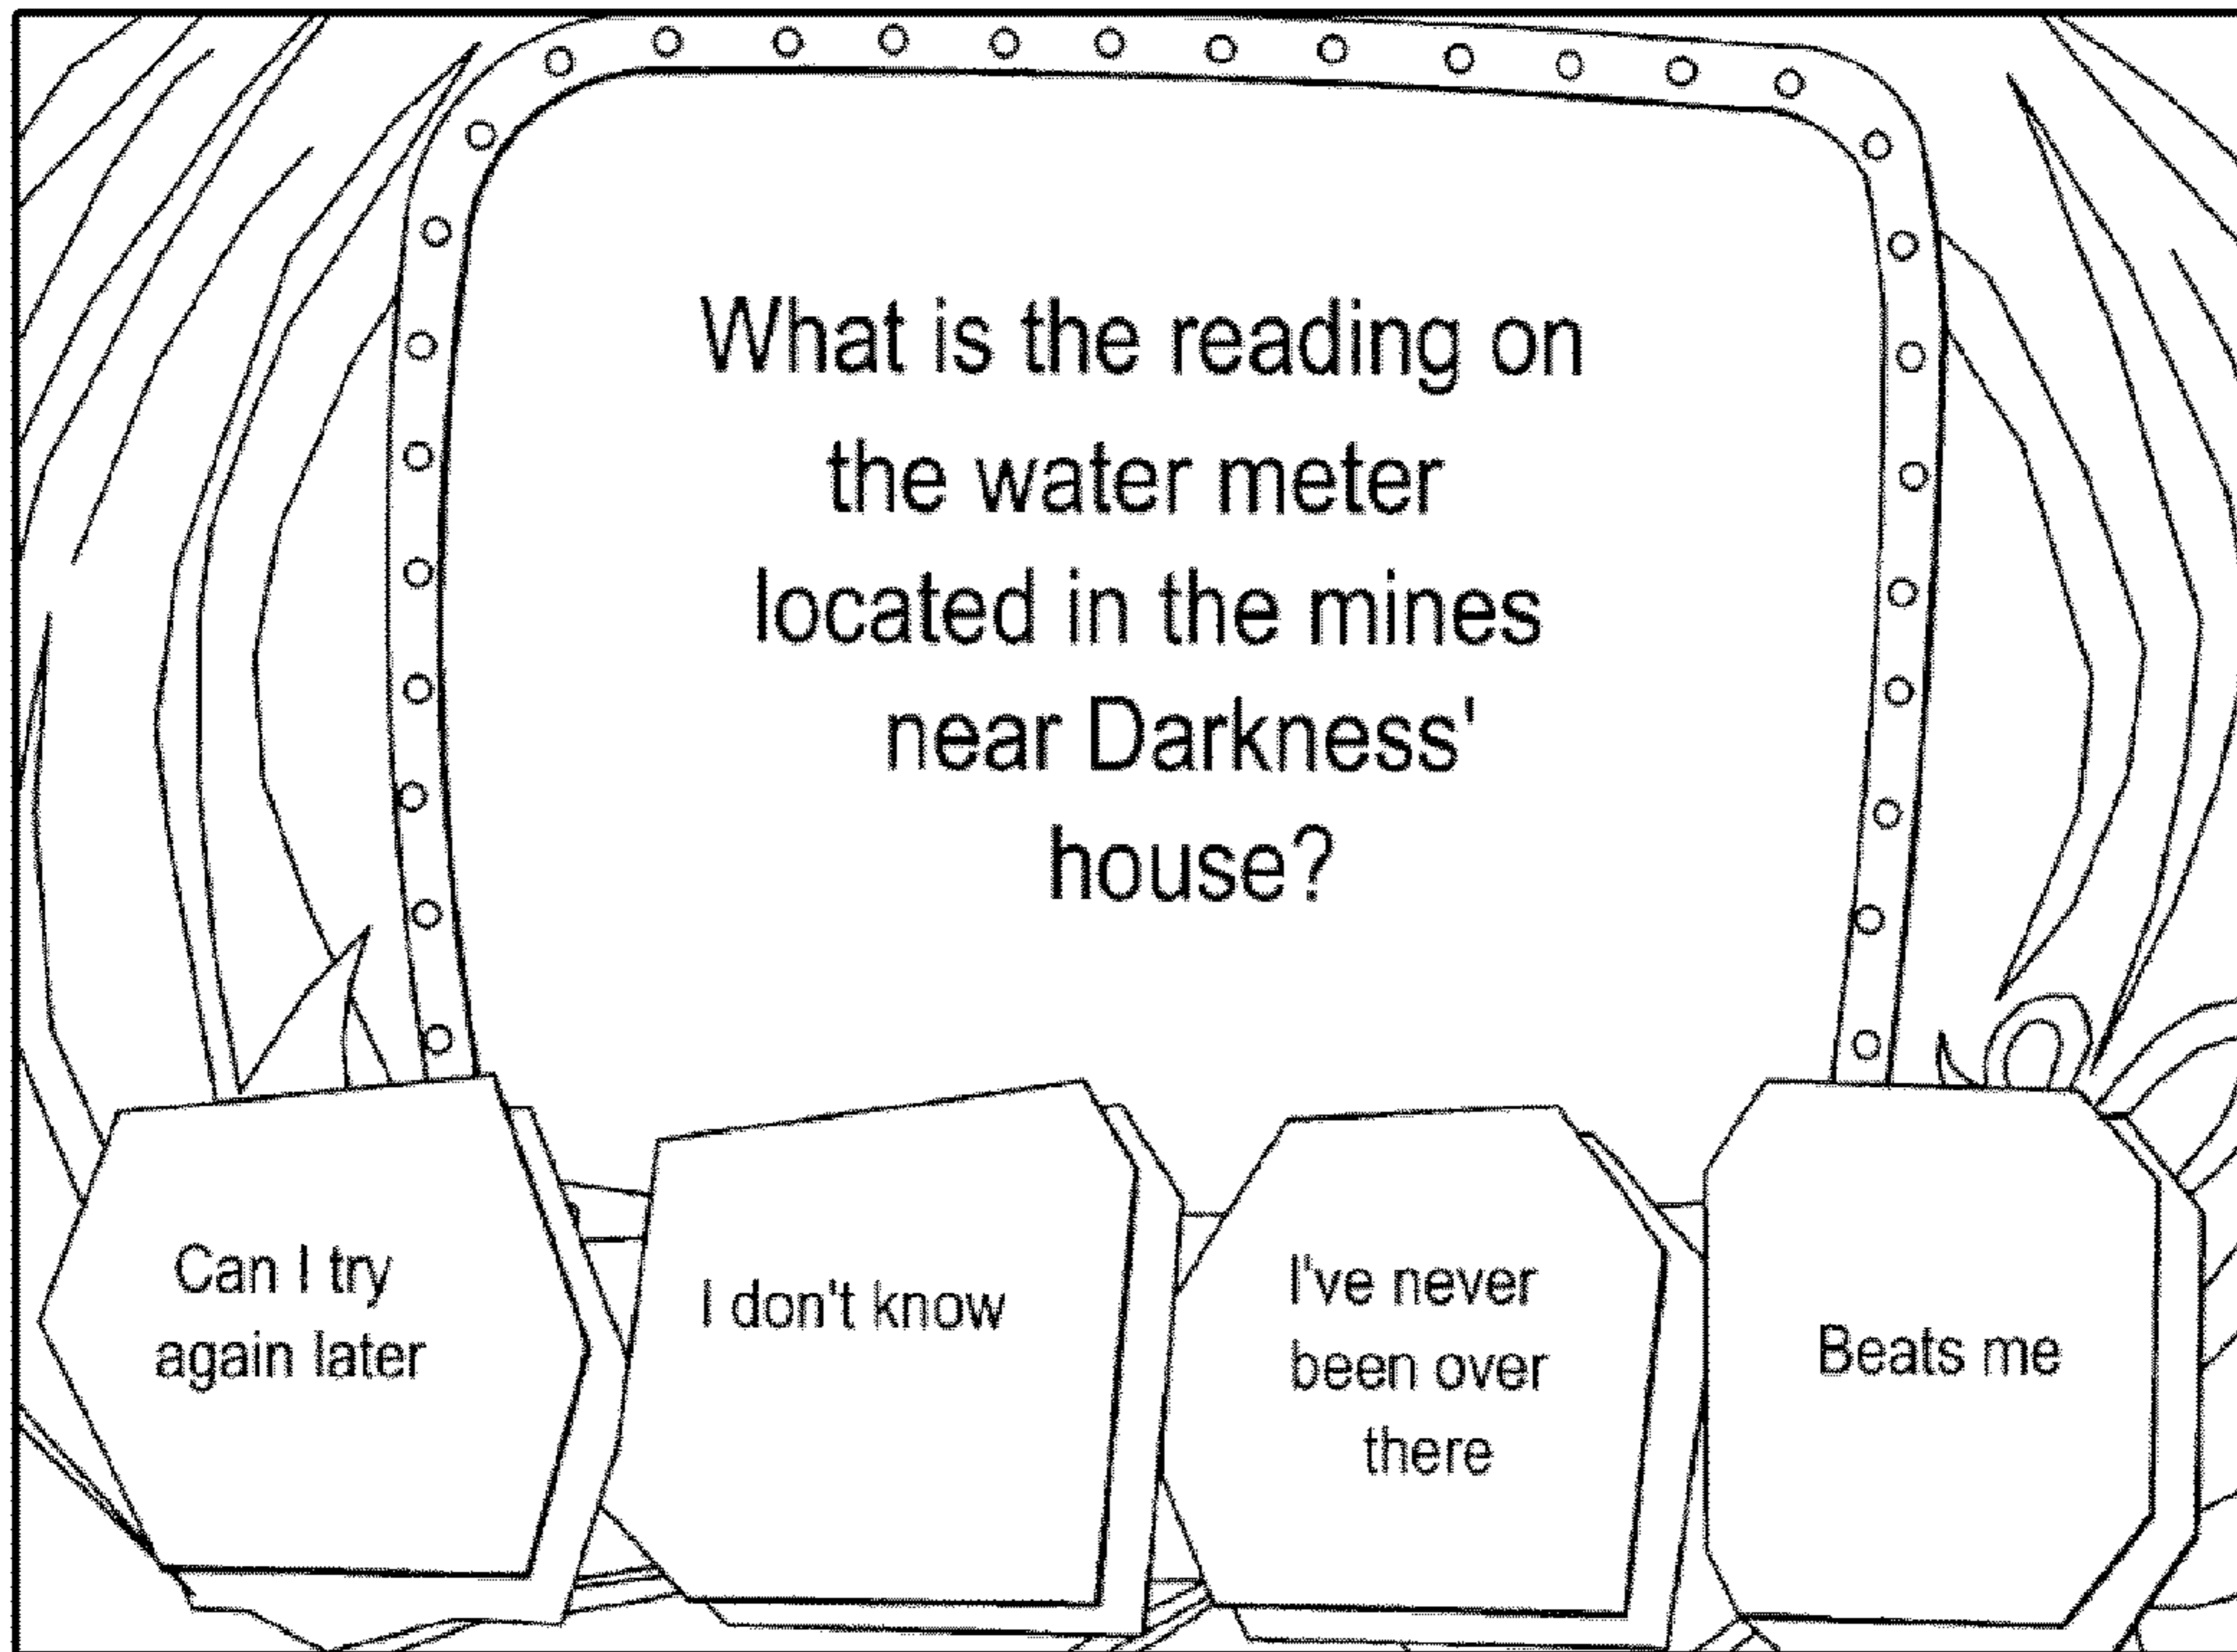 What is the reading on
the water meter
located in the mines
near Darkness'
house?
Can I try
again later
I don't know
I've never
been over
there
Beats me